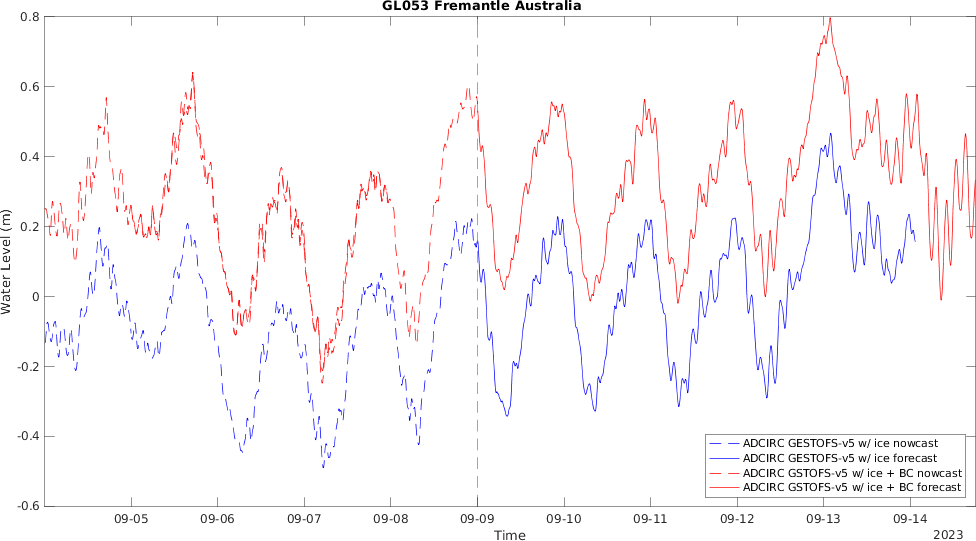 GL053 Fremantle Australia
0.8
0.6
0.4
0.2
0
-0.2
-0.4
-0.6
Water Level (m)
ADCIRC GESTOFS-v5 w/ ice nowcast
ADCIRC GESTOFS-v5 w/ ice forecast
ADCIRC GSTOFS-v5 w/ ice + BC nowcast
ADCIRC GSTOFS-v5 w/ ice + BC forecast
09-05 09-06 09-07 09-08 09-09 09-10 09-11 09-12 09-13 09-14
Time
2023